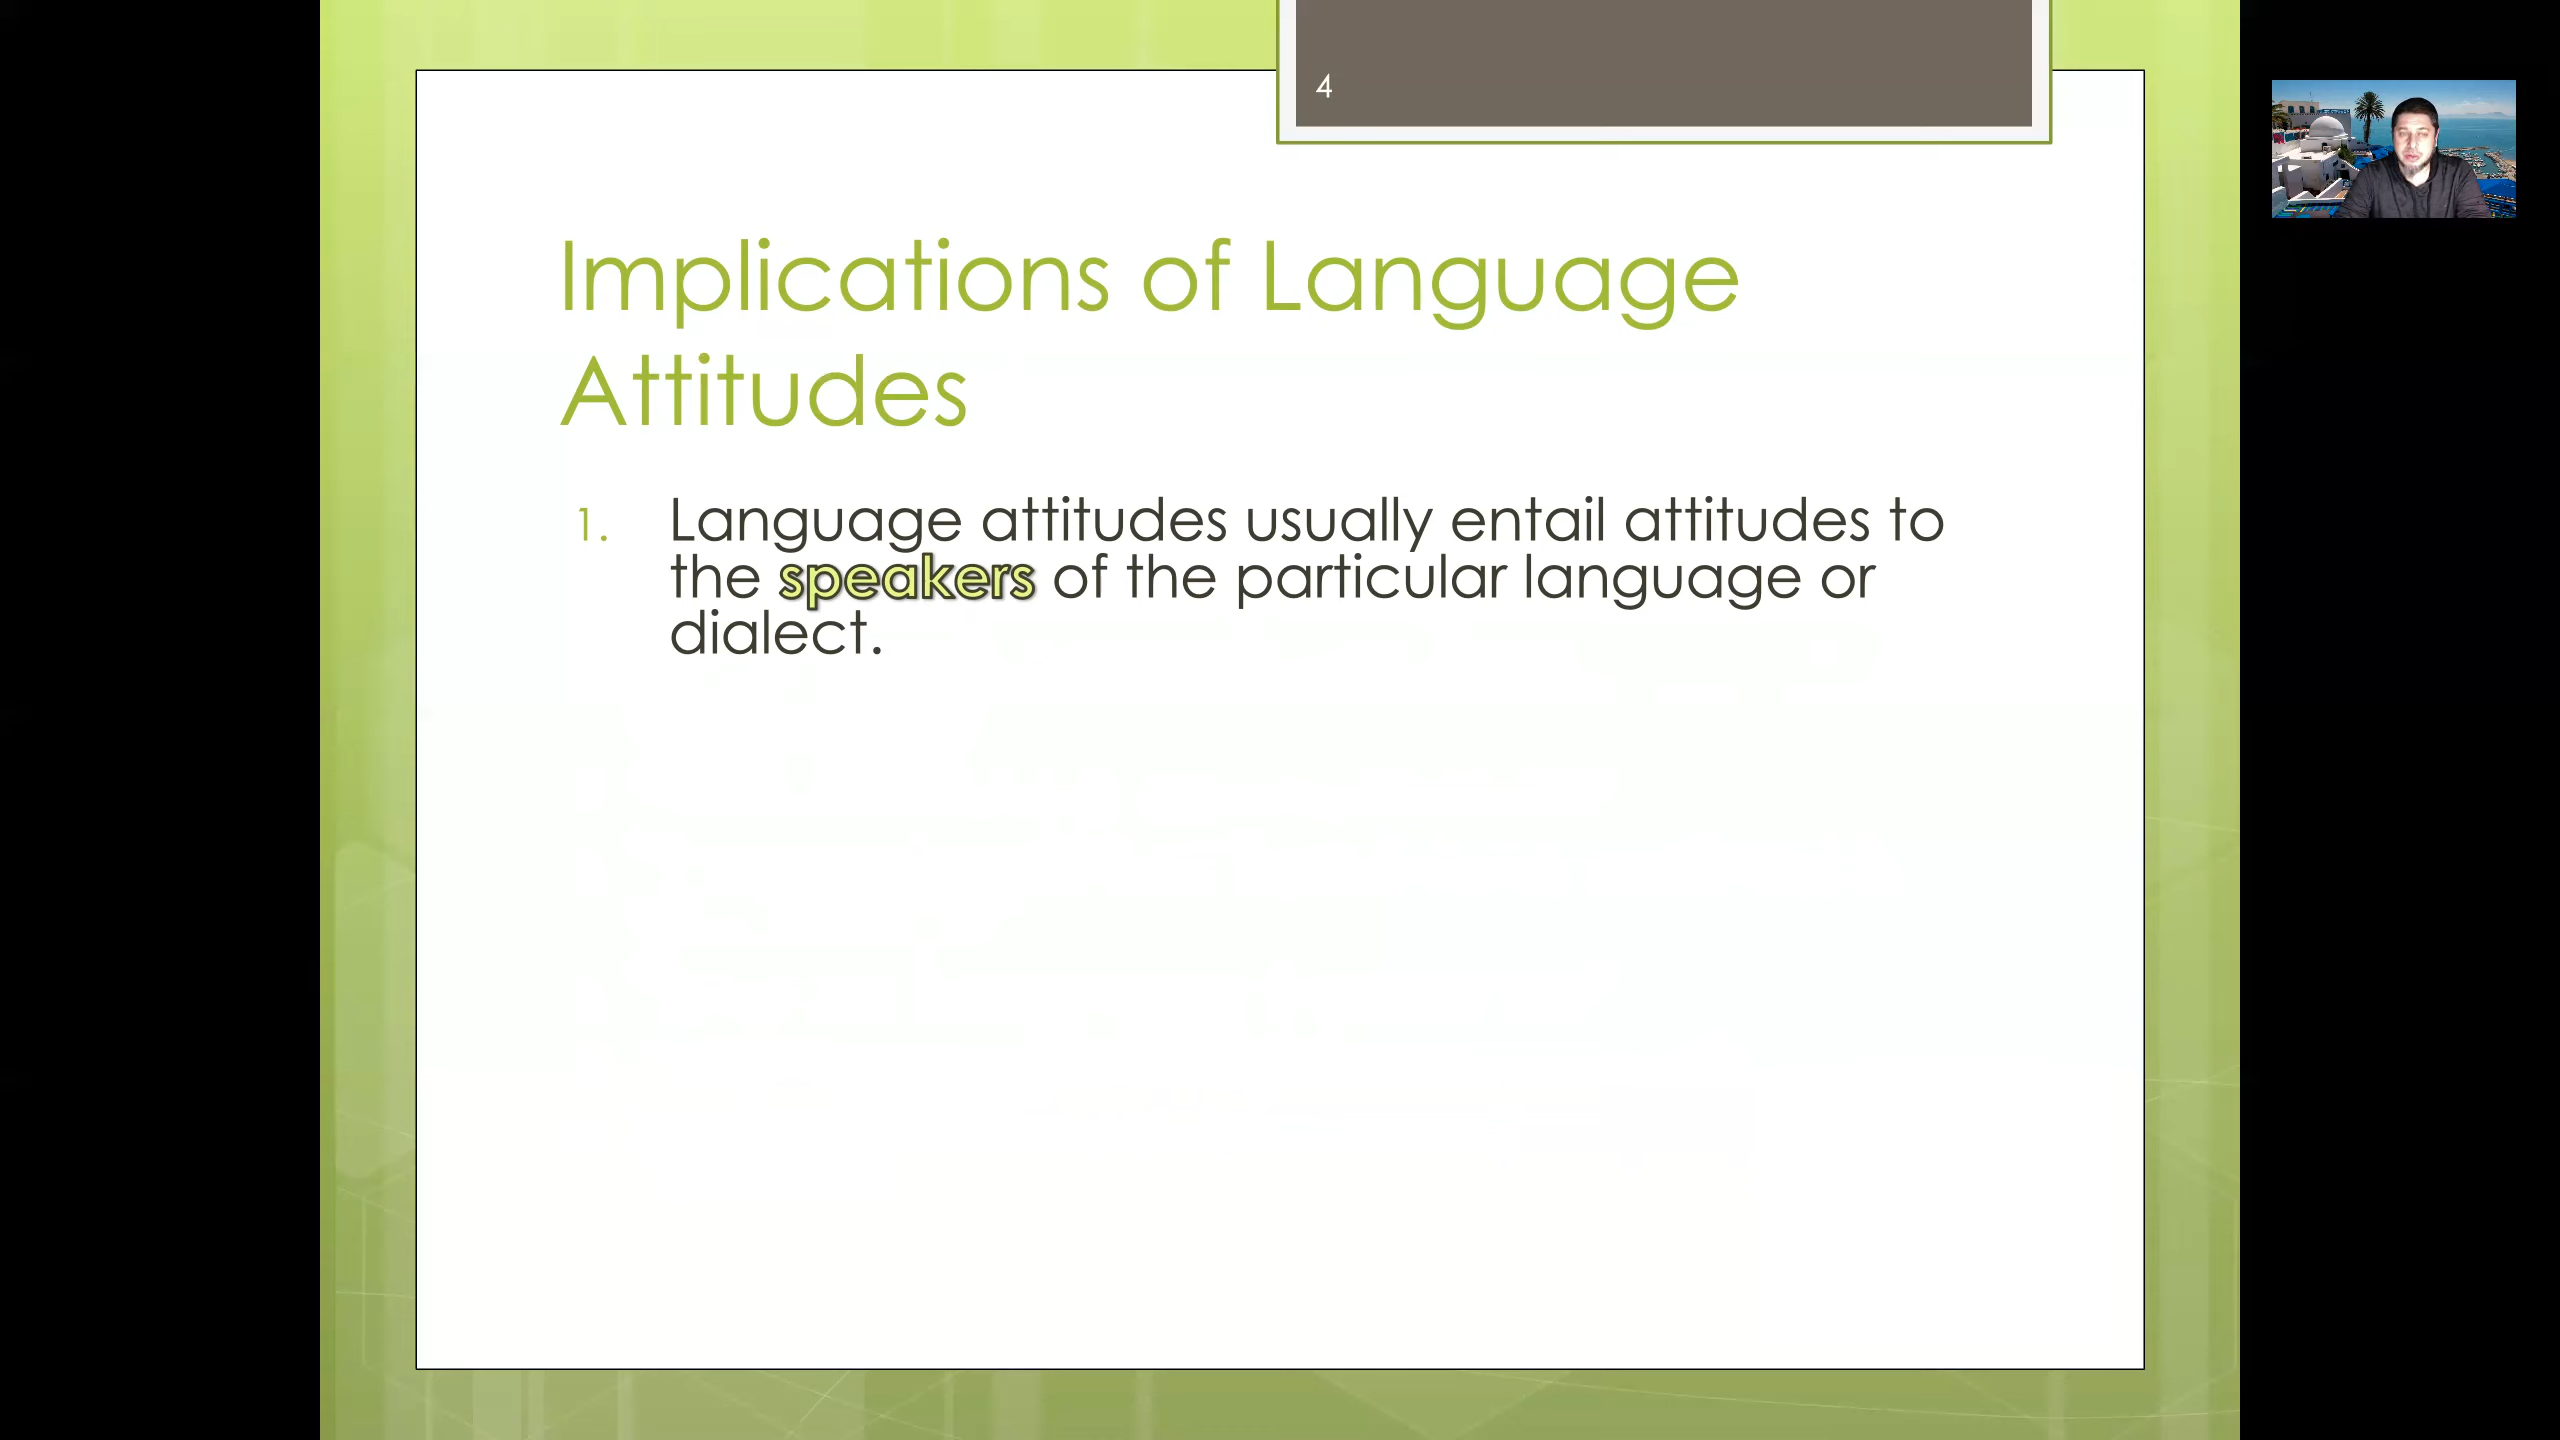 4
Implications of Language
Attitudes
1. Language attitudes usually entail attitudes to
the speakers of the particular language or
dialect.